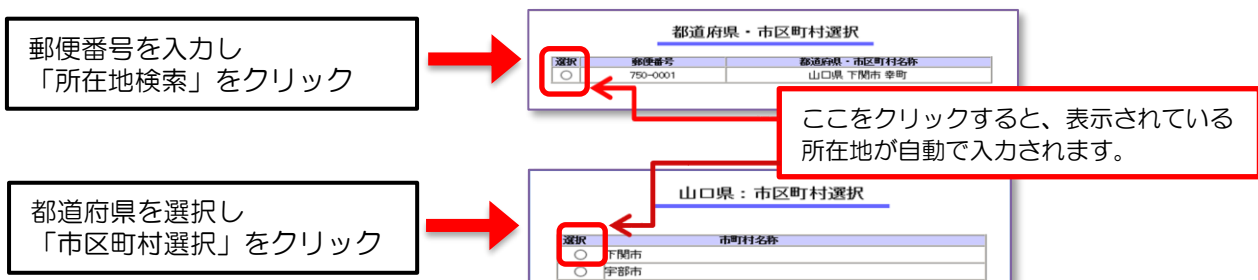 郵便番号を入力し
「所在地検索」をクリック
都道府県・市区町村選択
選択 郵便番号 都道府県・市区町村名称
750-0001 山口県 下関市 幸町
ここをクリックすると、表示されている
所在地が自動で入力されます。
都道府県を選択し
「市区町村選択」をクリック
山口県：市区町村選択
選択 市町村名称
下関市
宇部市